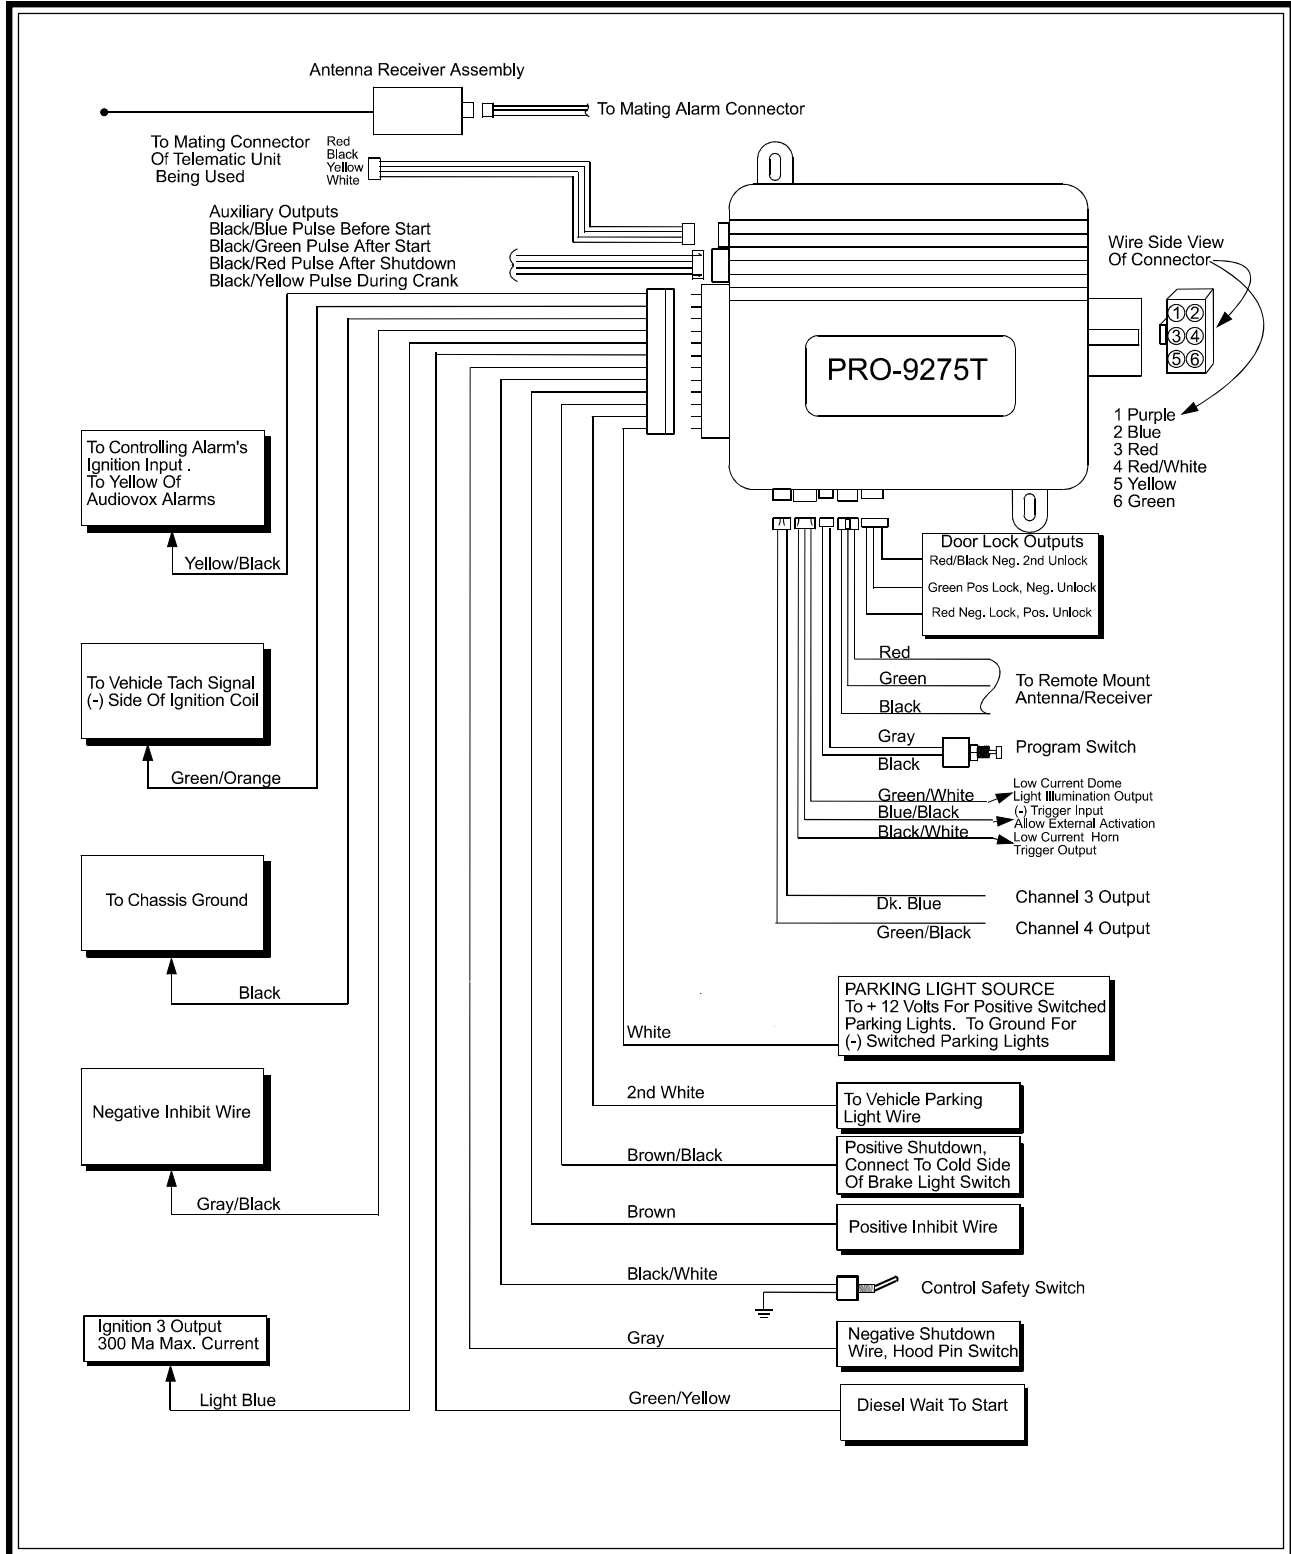 Antenna Receiver Assembly
To Mating Alarm Connector
To Mating Connector
Of Telematic Unit
Being Used
Red
Black
Yellow
White
Auxiliary Outputs
Black/Blue Pulse Before Start
Black/Green Pulse After Start
Black/Red Pulse After Shutdown
Black/Yellow Pulse During Crank
Wire Side View
Of Connector
1 2
3 4
5 6
PRO-9275T
1 Purple
2 Blue
3 Red
4 Red/White
5 Yellow
6 Green
To Controlling Alarm's
Ignition Input .
To Yellow Of
Audiovox Alarms
Yellow/Black
Door Lock Outputs
Red/Black Neg. 2nd Unlock
Green Pos Lock, Neg. Unlock
Red Neg. Lock, Pos. Unlock
Red
Green
Black
To Remote Mount
Antenna/Receiver
Gray
Black
Program Switch
Green/White
Blue/Black
Black/White
Low Current Dome
Light Illumination Output
(-) Trigger Input
Allow External Activation
Low Current Horn
Trigger Output
Dk. Blue
Channel 3 Output
Green/Black
Channel 4 Output
To Vehicle Tach Signal
(-) Side Of Ignition Coil
Green/Orange
To Chassis Ground
Black
White
PARKING LIGHT SOURCE
To + 12 Volts For Positive Switched
Parking Lights. To Ground For
(-) Switched Parking Lights
2nd White
To Vehicle Parking
Light Wire
Negative Inhibit Wire
Gray/Black
Brown/Black
Positive Shutdown,
Connect To Cold Side
Of Brake Light Switch
Brown
Positive Inhibit Wire
Black/White
Control Safety Switch
Ignition 3 Output
300 Ma Max. Current
Light Blue
Gray
Negative Shutdown
Wire, Hood Pin Switch
Green/Yellow
Diesel Wait To Start